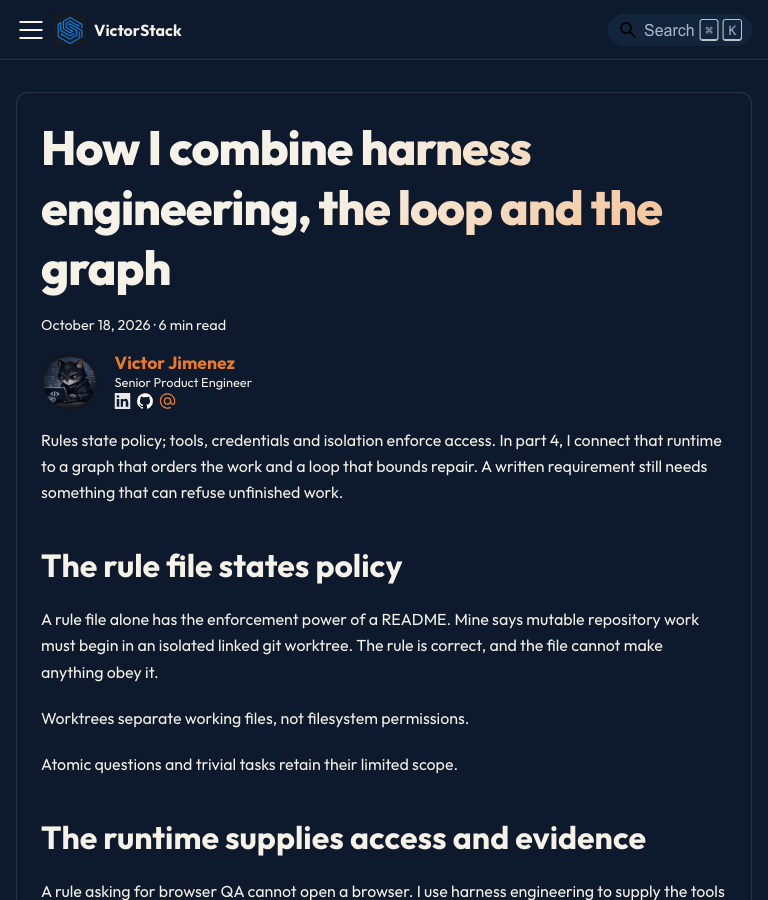 VictorStack
Search ⌘ K
How I combine harness
engineering, the loop and the
graph
October 18, 2026 · 6 min read
Victor Jimenez
Senior Product Engineer
Rules state policy; tools, credentials and isolation enforce access. In part 4, I connect that runtime
to a graph that orders the work and a loop that bounds repair. A written requirement still needs
something that can refuse unfinished work.
The rule file states policy
A rule file alone has the enforcement power of a README. Mine says mutable repository work
must begin in an isolated linked git worktree. The rule is correct, and the file cannot make
anything obey it.
Worktrees separate working files, not filesystem permissions.
Atomic questions and trivial tasks retain their limited scope.
The runtime supplies access and evidence
A rule asking for browser QA cannot open a browser. I use harness engineering to supply the tools